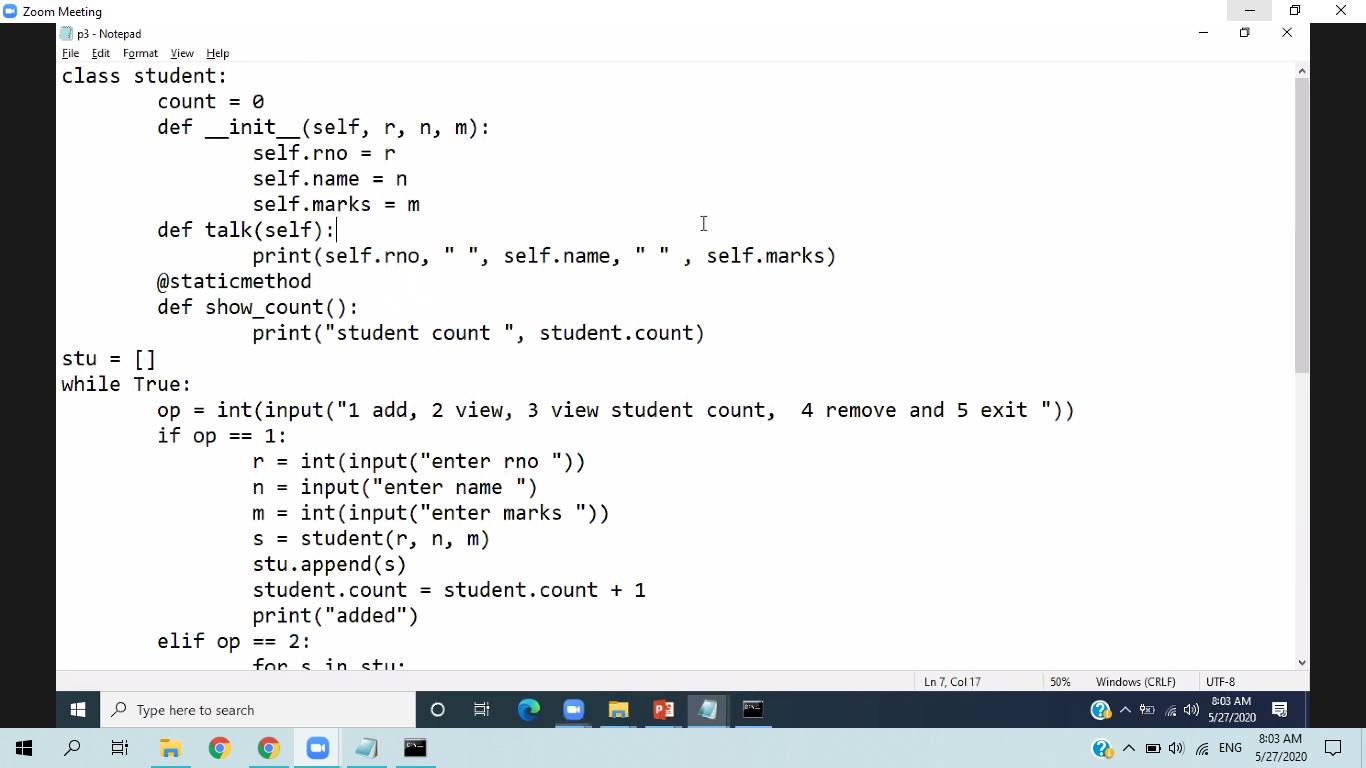 Zoom Meeting
p3 - Notepad
File Edit Format View Help
class student:
count = 0
def __init__(self, r, n, m):
self.rno = r
self.name = n
self.marks = m
def talk(self):
print(self.rno, " ", self.name, " " , self.marks)
@staticmethod
def show_count():
print("student count ", student.count)
stu = []
while True:
op = int(input("1 add, 2 view, 3 view student count,  4 remove and 5 exit "))
if op == 1:
r = int(input("enter rno "))
n = input("enter name ")
m = int(input("enter marks "))
s = student(r, n, m)
stu.append(s)
student.count = student.count + 1
print("added")
elif op == 2:
for s in stu:
Ln 7, Col 17 50% Windows (CRLF) UTF-8
Type here to search
8:03 AM
5/27/2020
ENG
8:03 AM
5/27/2020